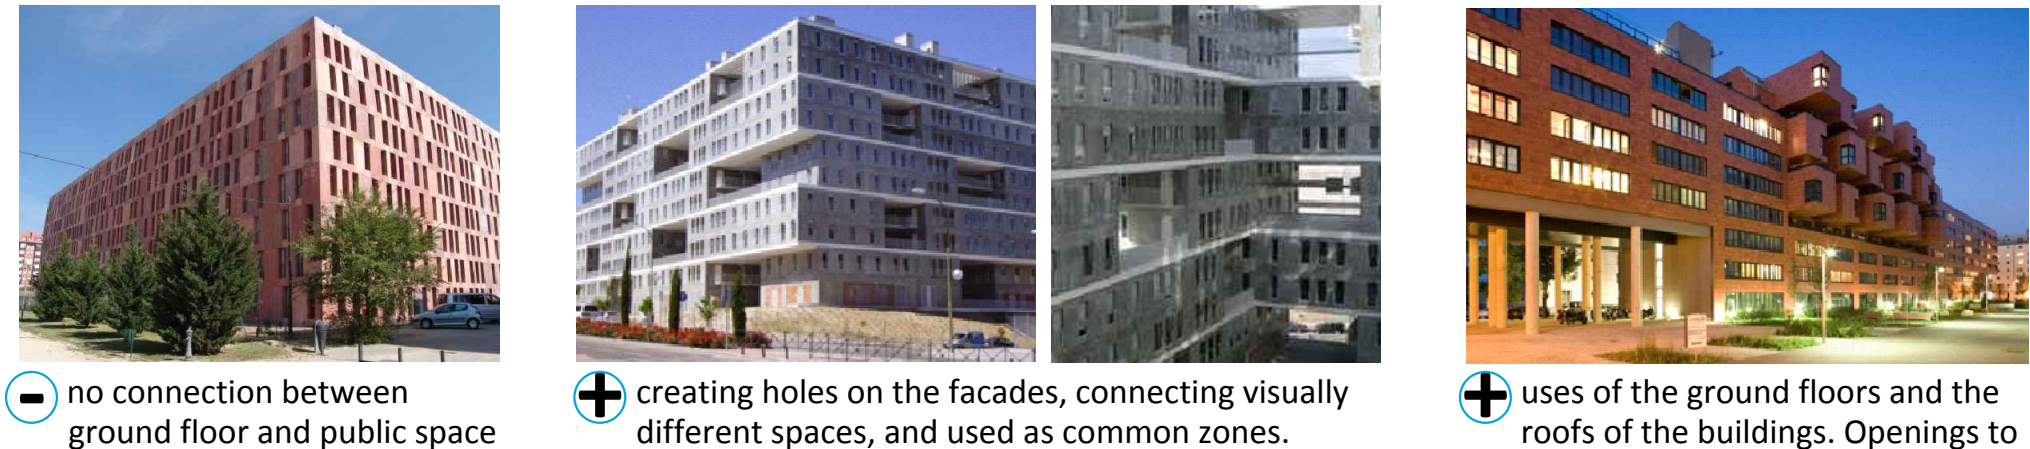 - no connection between
ground floor and public space
+ creating holes on the facades, connecting visually
different spaces, and used as common zones.
+ uses of the ground floors and the
roofs of the buildings. Openings to